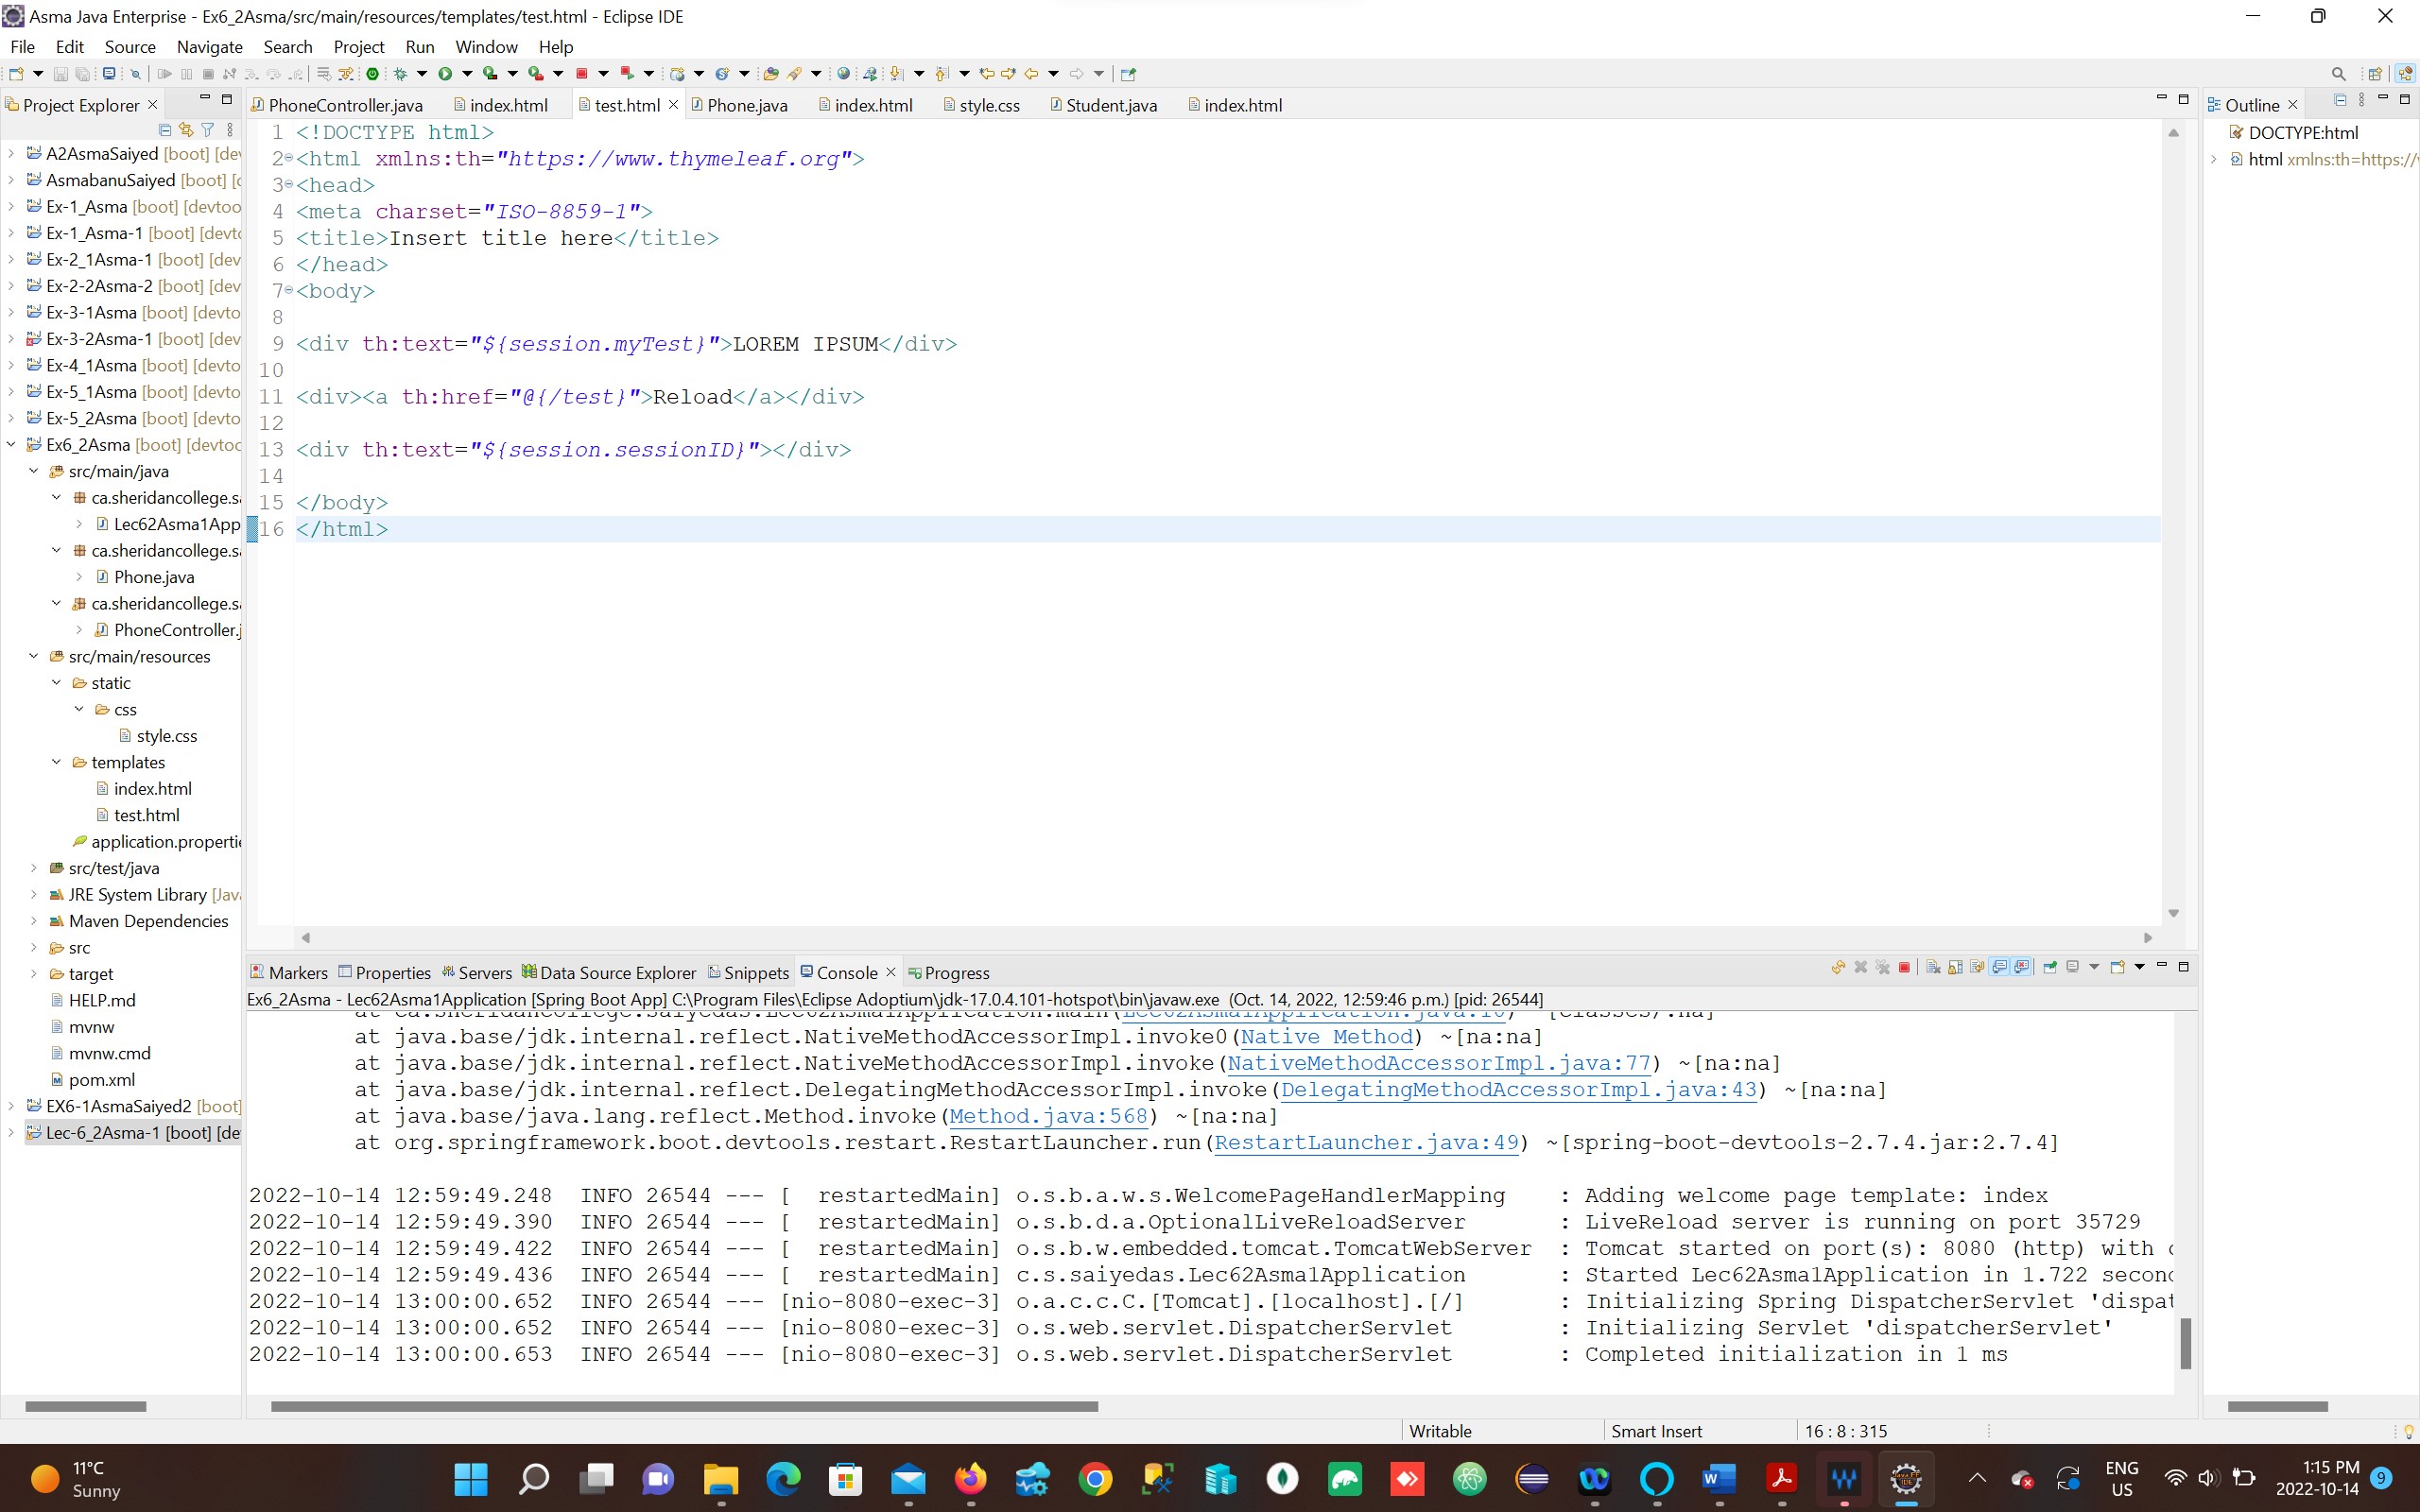 Asma Java Enterprise - Ex6_2Asma/src/main/resources/templates/test.html - Eclipse IDE
File Edit Source Navigate Search Project Run Window Help
Project Explorer
PhoneController.java index.html test.html Phone.java index.html style.css Student.java index.html
Outline
A2AsmaSaiyed [boot] [dev
AsmabanuSaiyed [boot] [
Ex-1_Asma [boot] [devtoo
Ex-1_Asma-1 [boot] [devt
Ex-2_1Asma-1 [boot] [dev
Ex-2-2Asma-2 [boot] [dev
Ex-3-1Asma [boot] [devto
Ex-3-2Asma-1 [boot] [dev
Ex-4_1Asma [boot] [devto
Ex-5_1Asma [boot] [devto
Ex-5_2Asma [boot] [devto
Ex6_2Asma [boot] [devtoo
src/main/java
ca.sheridancollege.sa
Lec62Asma1App
ca.sheridancollege.sa
Phone.java
ca.sheridancollege.sa
PhoneController.j
src/main/resources
static
css
style.css
templates
index.html
test.html
application.properti
src/test/java
JRE System Library [Java
Maven Dependencies
src
target
HELP.md
mvnw
mvnw.cmd
pom.xml
EX6-1AsmaSaiyed2 [boot]
Lec-6_2Asma-1 [boot] [de
1 <!DOCTYPE html>
2 <html xmlns:th="https://www.thymeleaf.org">
3 <head>
4 <meta charset="ISO-8859-1">
5 <title>Insert title here</title>
6 </head>
7 <body>
8
9 <div th:text="${session.myTest}">LOREM IPSUM</div>
10
11 <div><a th:href="@{/test}">Reload</a></div>
12
13 <div th:text="${session.sessionID}"></div>
14
15 </body>
16 </html>
DOCTYPE:html
html xmlns:th=https://
Markers Properties Servers Data Source Explorer Snippets Console Progress
Ex6_2Asma - Lec62Asma1Application [Spring Boot App] C:\Program Files\Eclipse Adoptium\jdk-17.0.4.101-hotspot\bin\javaw.exe (Oct. 14, 2022, 12:59:46 p.m.) [pid: 26544]
at ca.sheridancollege.saiyedas.Lec62Asma1Application.main(Lec62Asma1Application.java:10) ~[classes/:na]
at java.base/jdk.internal.reflect.NativeMethodAccessorImpl.invoke0(Native Method) ~[na:na]
at java.base/jdk.internal.reflect.NativeMethodAccessorImpl.invoke(NativeMethodAccessorImpl.java:77) ~[na:na]
at java.base/jdk.internal.reflect.DelegatingMethodAccessorImpl.invoke(DelegatingMethodAccessorImpl.java:43) ~[na:na]
at java.base/java.lang.reflect.Method.invoke(Method.java:568) ~[na:na]
at org.springframework.boot.devtools.restart.RestartLauncher.run(RestartLauncher.java:49) ~[spring-boot-devtools-2.7.4.jar:2.7.4]
2022-10-14 12:59:49.248 INFO 26544 --- [ restartedMain] o.s.b.a.w.s.WelcomePageHandlerMapping : Adding welcome page template: index
2022-10-14 12:59:49.390 INFO 26544 --- [ restartedMain] o.s.b.d.a.OptionalLiveReloadServer : LiveReload server is running on port 35729
2022-10-14 12:59:49.422 INFO 26544 --- [ restartedMain] o.s.b.w.embedded.tomcat.TomcatWebServer : Tomcat started on port(s): 8080 (http) with c
2022-10-14 12:59:49.436 INFO 26544 --- [ restartedMain] c.s.saiyedas.Lec62Asma1Application : Started Lec62Asma1Application in 1.722 secon
2022-10-14 13:00:00.652 INFO 26544 --- [nio-8080-exec-3] o.a.c.c.C.[Tomcat].[localhost].[/] : Initializing Spring DispatcherServlet 'dispat
2022-10-14 13:00:00.652 INFO 26544 --- [nio-8080-exec-3] o.s.web.servlet.DispatcherServlet : Initializing Servlet 'dispatcherServlet'
2022-10-14 13:00:00.653 INFO 26544 --- [nio-8080-exec-3] o.s.web.servlet.DispatcherServlet : Completed initialization in 1 ms
Writable Smart Insert 16 : 8 : 315
11°C
Sunny
ENG
US
1:15 PM
2022-10-14
9